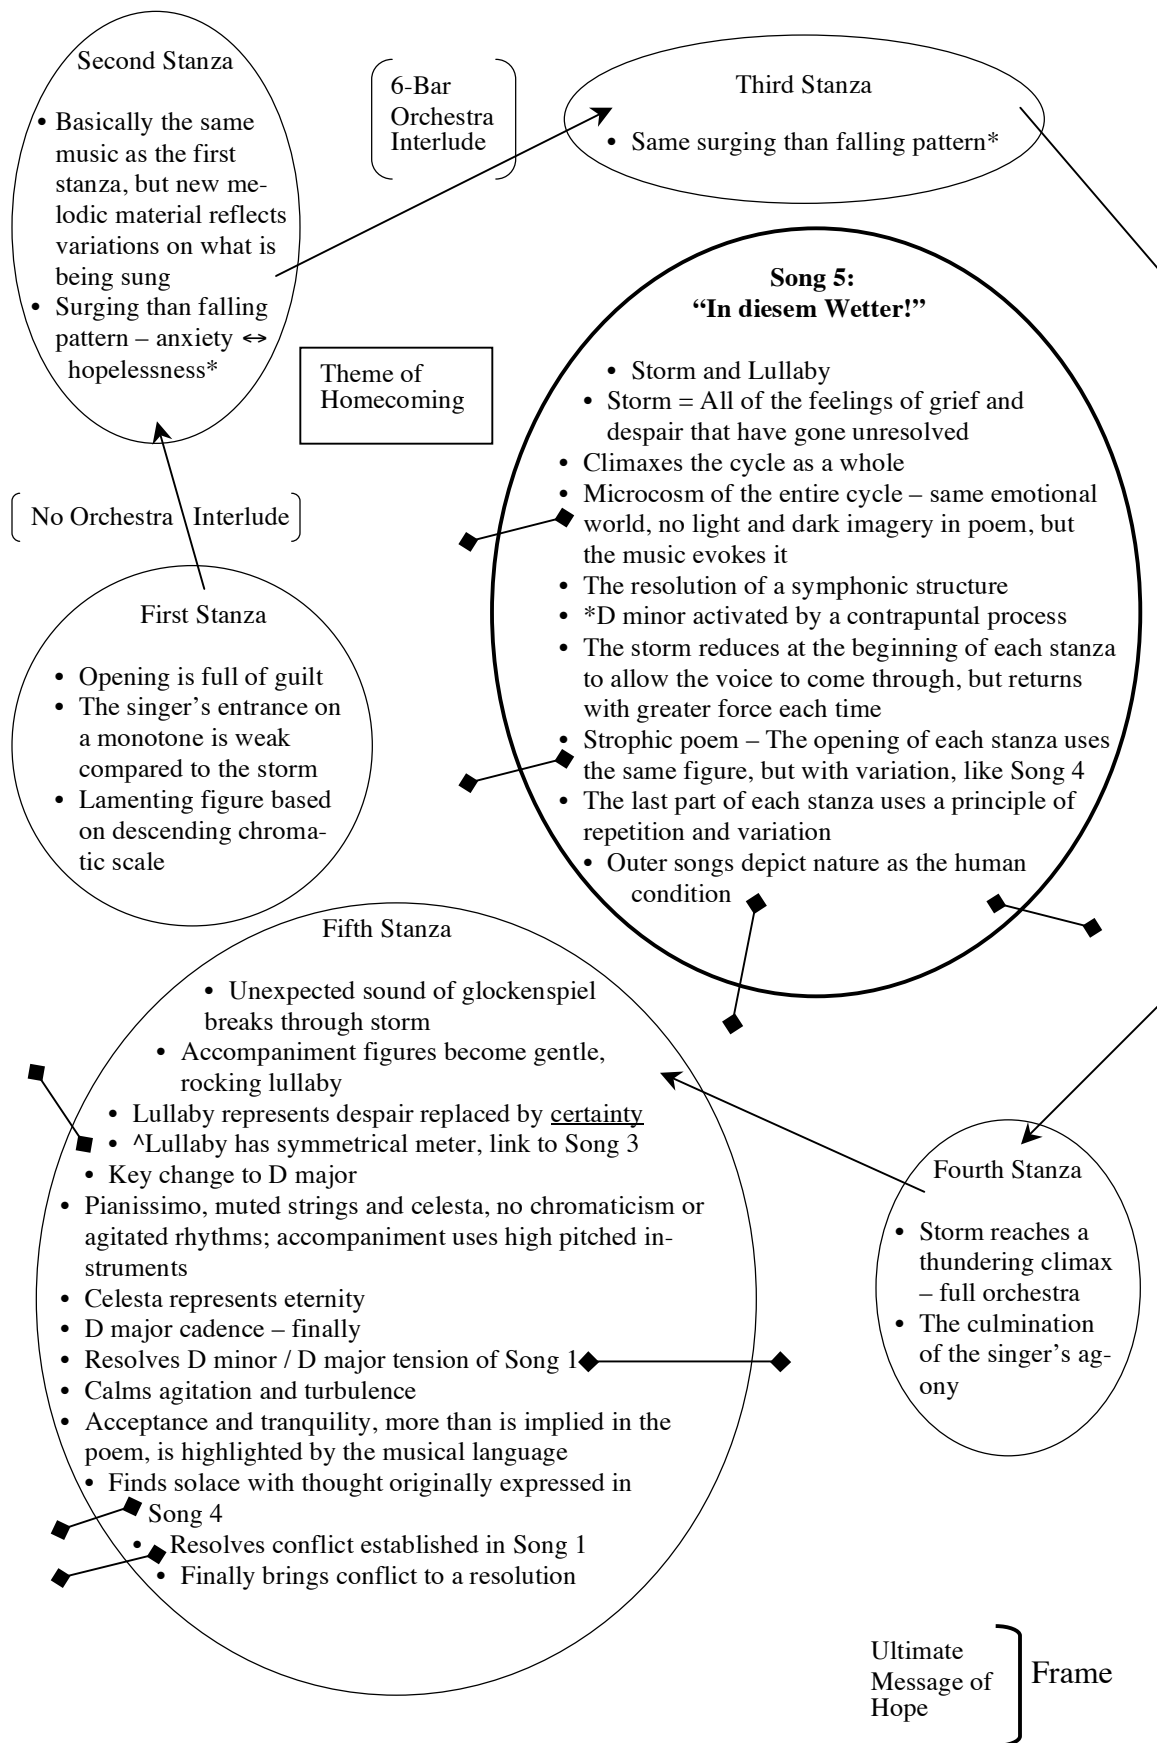 Second Stanza
• Basically the same
music as the first
stanza, but new me-
lodic material reflects
variations on what is
being sung
• Surging than falling
pattern – anxiety ↔
hopelessness*
6-Bar
Orchestra
Interlude
Third Stanza
• Same surging than falling pattern*
Theme of
Homecoming
No Orchestra Interlude
First Stanza
• Opening is full of guilt
• The singer’s entrance on
a monotone is weak
compared to the storm
• Lamenting figure based
on descending chroma-
tic scale
Song 5:
“In diesem Wetter!”
• Storm and Lullaby
• Storm = All of the feelings of grief and
despair that have gone unresolved
• Climaxes the cycle as a whole
• Microcosm of the entire cycle – same emotional
world, no light and dark imagery in poem, but
the music evokes it
• The resolution of a symphonic structure
• *D minor activated by a contrapuntal process
• The storm reduces at the beginning of each stanza
to allow the voice to come through, but returns
with greater force each time
• Strophic poem – The opening of each stanza uses
the same figure, but with variation, like Song 4
• The last part of each stanza uses a principle of
repetition and variation
• Outer songs depict nature as the human
condition
Fifth Stanza
• Unexpected sound of glockenspiel
breaks through storm
• Accompaniment figures become gentle,
rocking lullaby
• Lullaby represents despair replaced by certainty
• ^Lullaby has symmetrical meter, link to Song 3
• Key change to D major
• Pianissimo, muted strings and celesta, no chromaticism or
agitated rhythms; accompaniment uses high pitched in-
struments
• Celesta represents eternity
• D major cadence – finally
• Resolves D minor / D major tension of Song 1
• Calms agitation and turbulence
• Acceptance and tranquility, more than is implied in the
poem, is highlighted by the musical language
• Finds solace with thought originally expressed in
Song 4
• Resolves conflict established in Song 1
• Finally brings conflict to a resolution
Fourth Stanza
• Storm reaches a
thundering climax
– full orchestra
• The culmination
of the singer’s ag-
ony
Ultimate
Message of
Hope
Frame